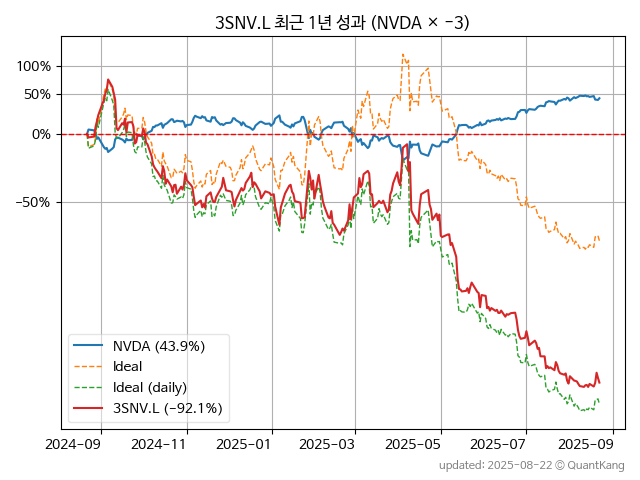 3SNV.L 최근 1년 성과 (NVDA × −3)
100%
50%
0%
−50%
NVDA (43.9%)
Ideal
Ideal (daily)
3SNV.L (−92.1%)
2024-09
2024-11
2025-01
2025-03
2025-05
2025-07
2025-09
updated: 2025-08-22 © QuantKang